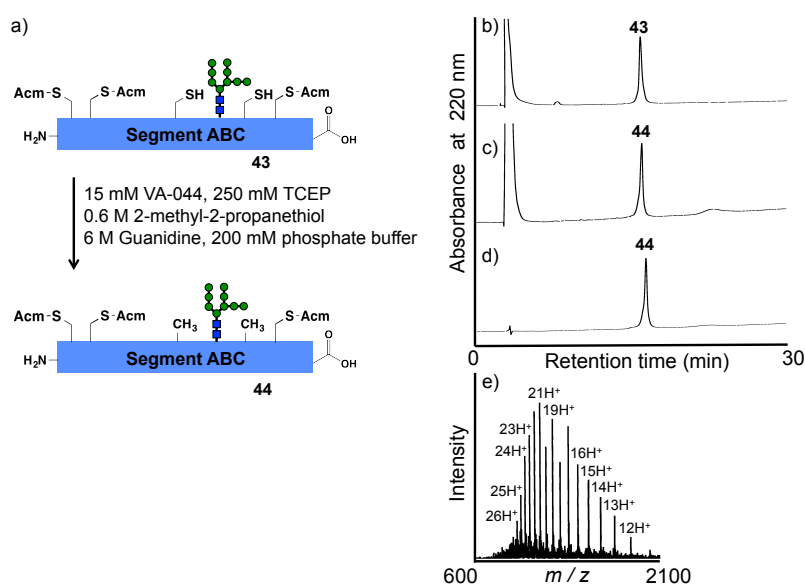 a)
Acm-S
S-Acm
SH
SH
S-Acm
H₂N
Segment ABC
O
OH
43
15 mM VA-044, 250 mM TCEP
0.6 M 2-methyl-2-propanethiol
6 M Guanidine, 200 mM phosphate buffer
Acm-S
S-Acm
CH₃
CH₃
S-Acm
H₂N
Segment ABC
O
OH
44
b)
43
c)
44
d)
44
Absorbance at 220 nm
0
Retention time (min)
30
e)
21H⁺
19H⁺
23H⁺
24H⁺
16H⁺
15H⁺
25H⁺
14H⁺
13H⁺
26H⁺
12H⁺
Intensity
600
m / z
2100